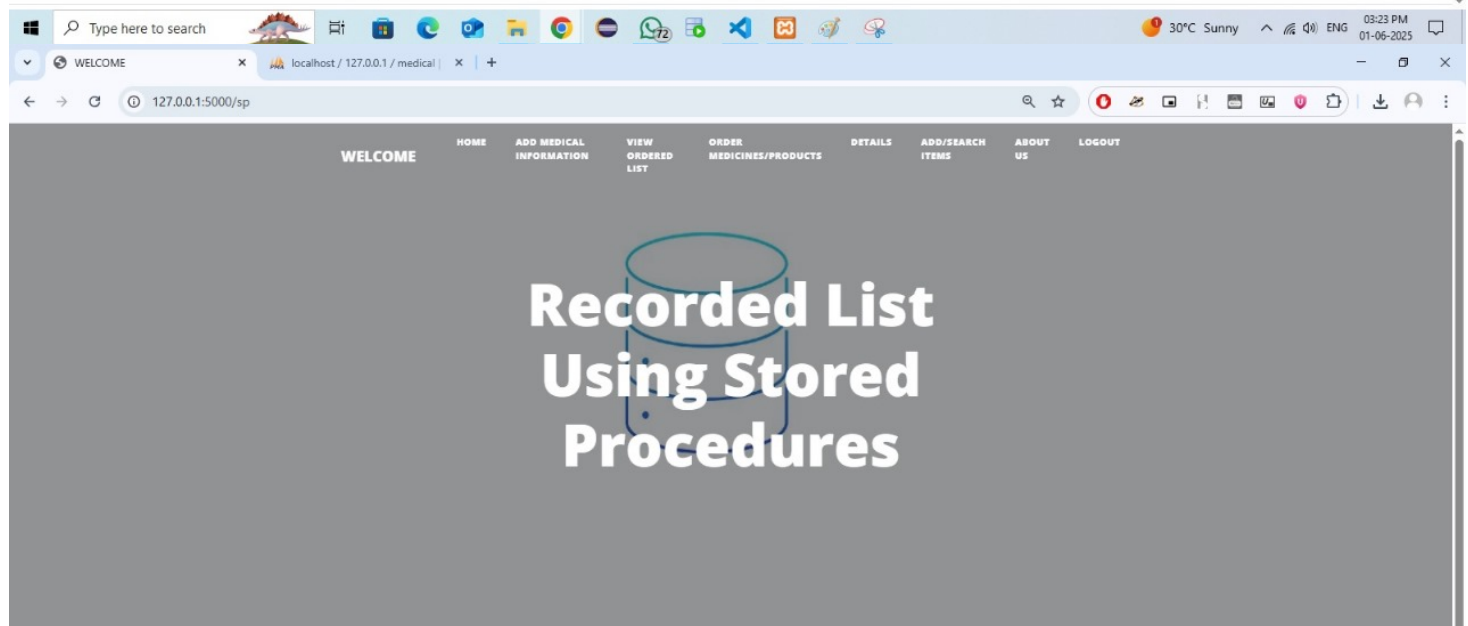 Type here to search
72
30°C Sunny
ENG
03:23 PM
01-06-2025
WELCOME
localhost / 127.0.0.1 / medical |
127.0.0.1:5000/sp
WELCOME
HOME
ADD MEDICAL
INFORMATION
VIEW
ORDERED
LIST
ORDER
MEDICINES/PRODUCTS
DETAILS
ADD/SEARCH
ITEMS
ABOUT
US
LOGOUT
Recorded List
Using Stored
Procedures